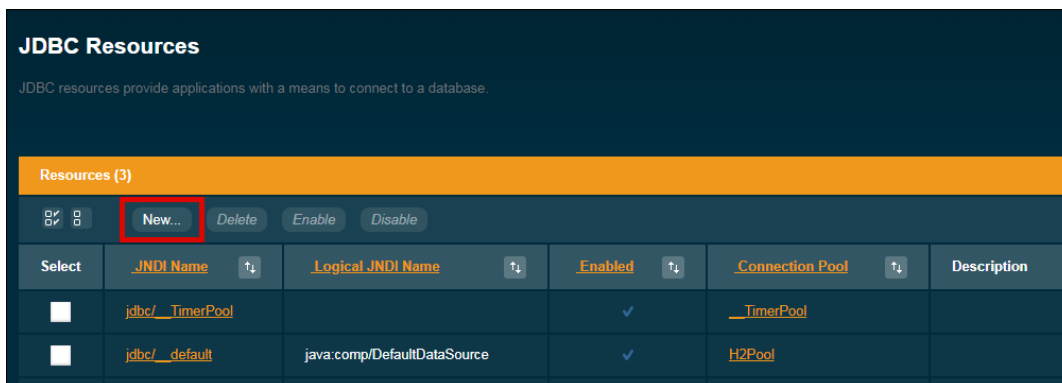 JDBC Resources
JDBC resources provide applications with a means to connect to a database.
Resources (3)
New... Delete Enable Disable
Select JNDI Name Logical JNDI Name Enabled Connection Pool Description
jdbc/__TimerPool __TimerPool
jdbc/__default java:comp/DefaultDataSource H2Pool